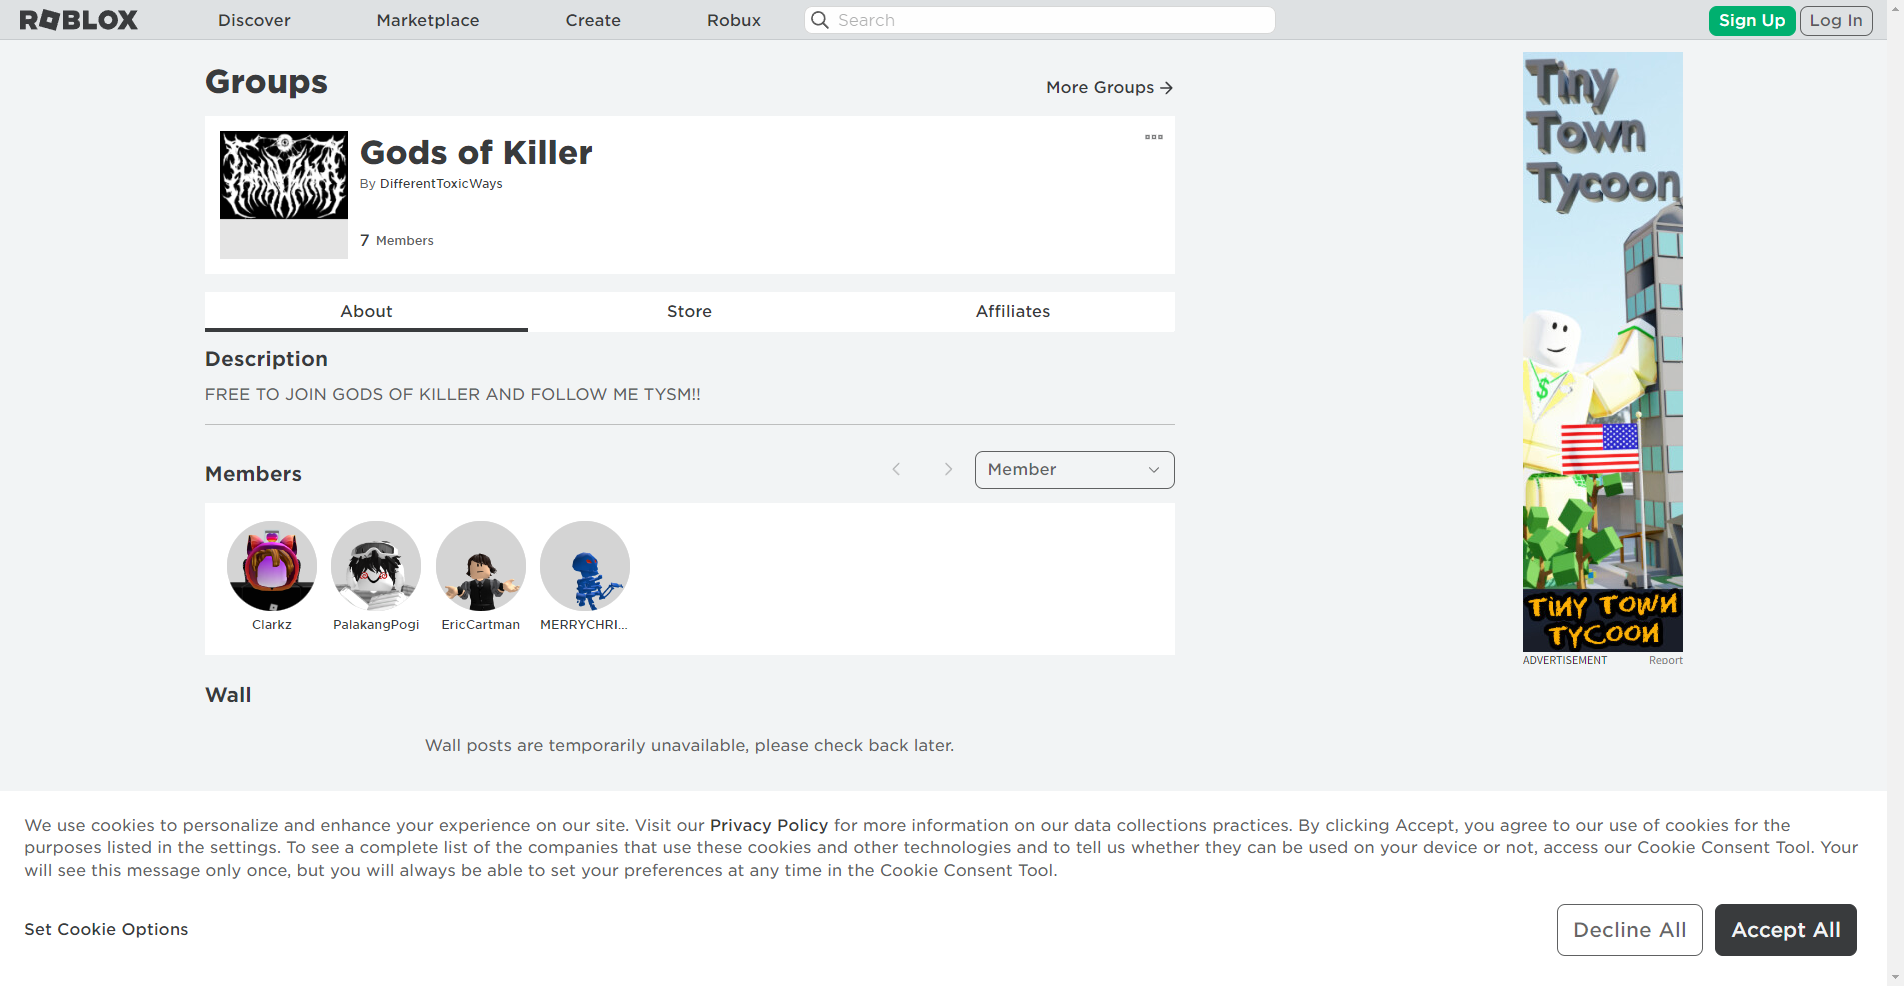 ROBLOX Discover Marketplace Create Robux Search Sign Up Log In
Groups
More Groups
Gods of Killer
By DifferentToxicWays
7 Members
About Store Affiliates
Description
FREE TO JOIN GODS OF KILLER AND FOLLOW ME TYSM!!
Members
Member
Clarkz PalakangPogi EricCartman MERRYCHRI...
Wall
Wall posts are temporarily unavailable, please check back later.
Tiny
Town
Tycoon
$
TINY TOWN
TYCOON
ADVERTISEMENT Report
We use cookies to personalize and enhance your experience on our site. Visit our Privacy Policy for more information on our data collections practices. By clicking Accept, you agree to our use of cookies for the
purposes listed in the settings. To see a complete list of the companies that use these cookies and other technologies and to tell us whether they can be used on your device or not, access our Cookie Consent Tool. Your
will see this message only once, but you will always be able to set your preferences at any time in the Cookie Consent Tool.
Set Cookie Options
Decline All Accept All